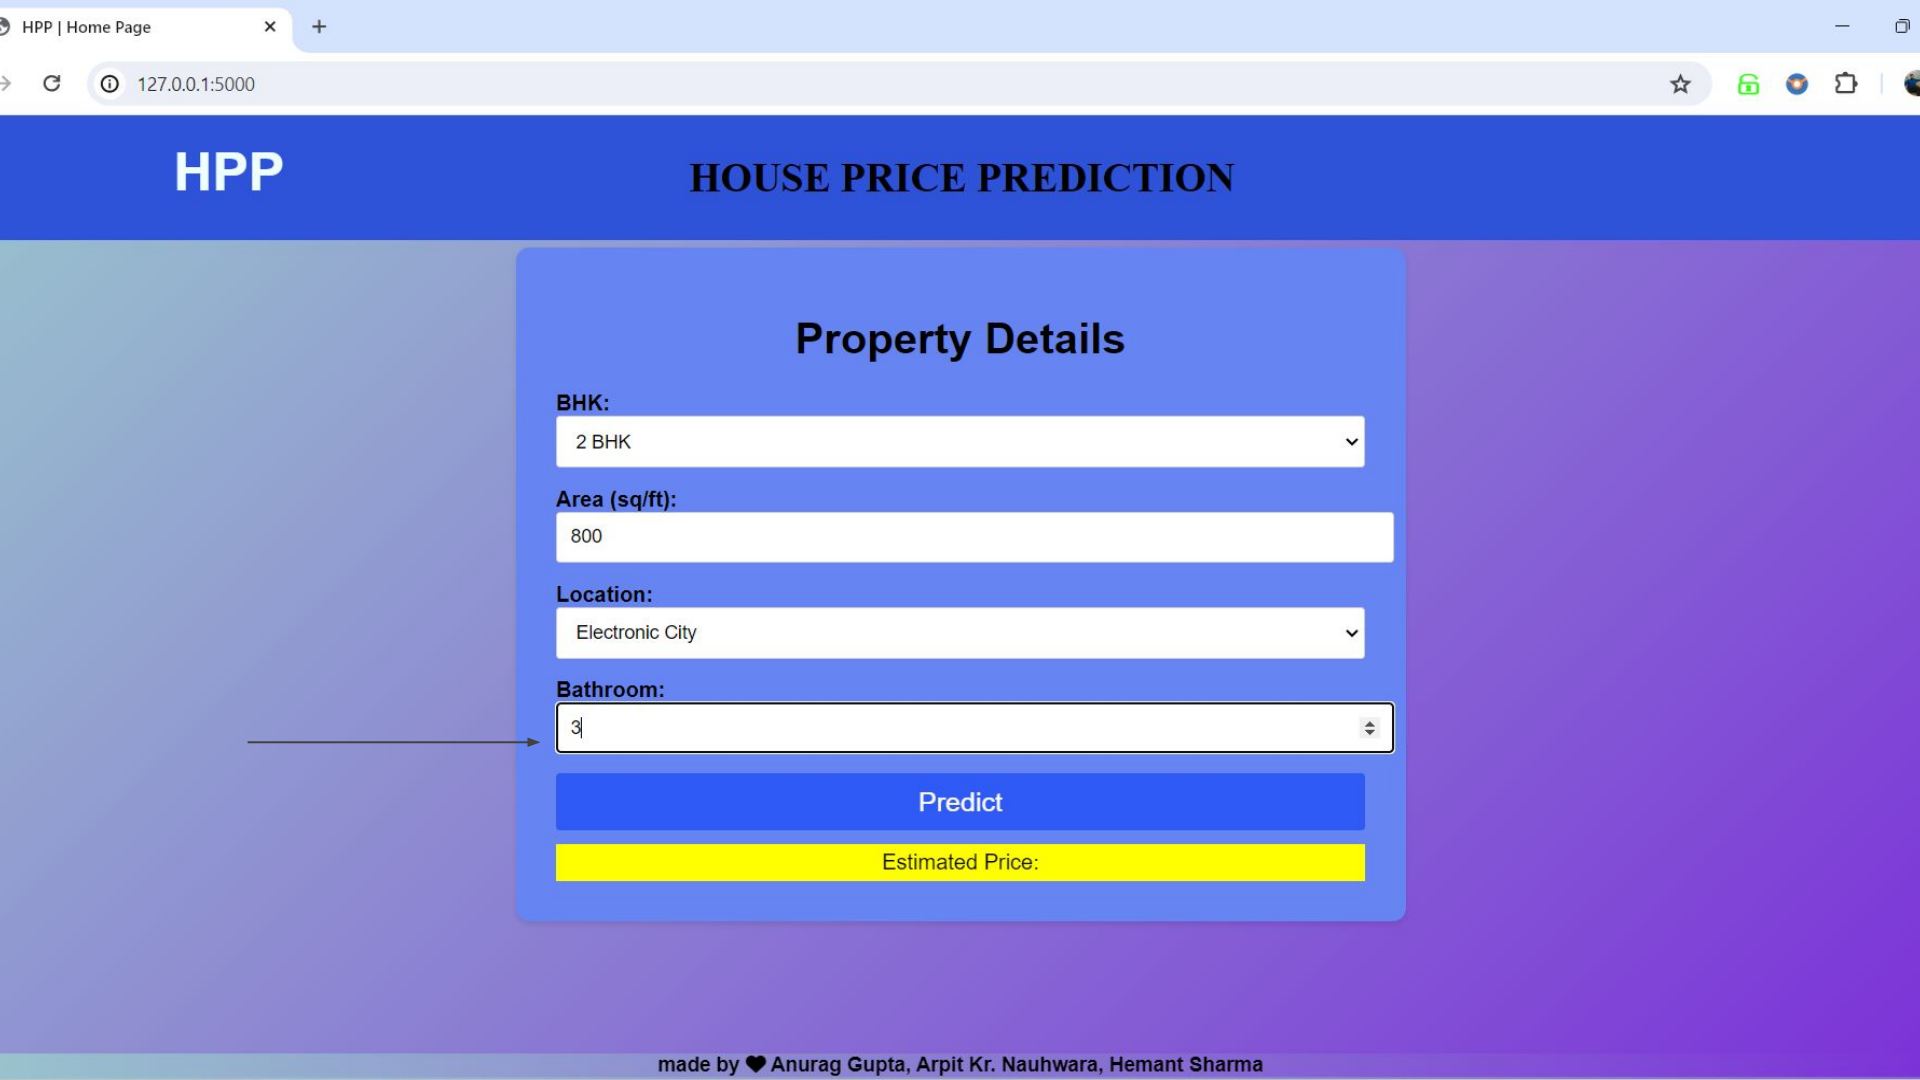 HPP | Home Page
127.0.0.1:5000
HPP
HOUSE PRICE PREDICTION
Property Details
BHK:
2 BHK
Area (sq/ft):
800
Location:
Electronic City
Bathroom:
3
Predict
Estimated Price:
made by ❤ Anurag Gupta, Arpit Kr. Nauhwara, Hemant Sharma